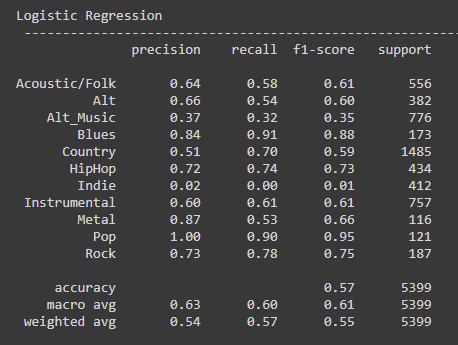 Logistic Regression
------------------------------------------------------
precision recall f1-score support
Acoustic/Folk 0.64 0.58 0.61 556
Alt 0.66 0.54 0.60 382
Alt_Music 0.37 0.32 0.35 776
Blues 0.84 0.91 0.88 173
Country 0.51 0.70 0.59 1485
HipHop 0.72 0.74 0.73 434
Indie 0.02 0.00 0.01 412
Instrumental 0.60 0.61 0.61 757
Metal 0.87 0.53 0.66 116
Pop 1.00 0.90 0.95 121
Rock 0.73 0.78 0.75 187
accuracy 0.57 5399
macro avg 0.63 0.60 0.61 5399
weighted avg 0.54 0.57 0.55 5399